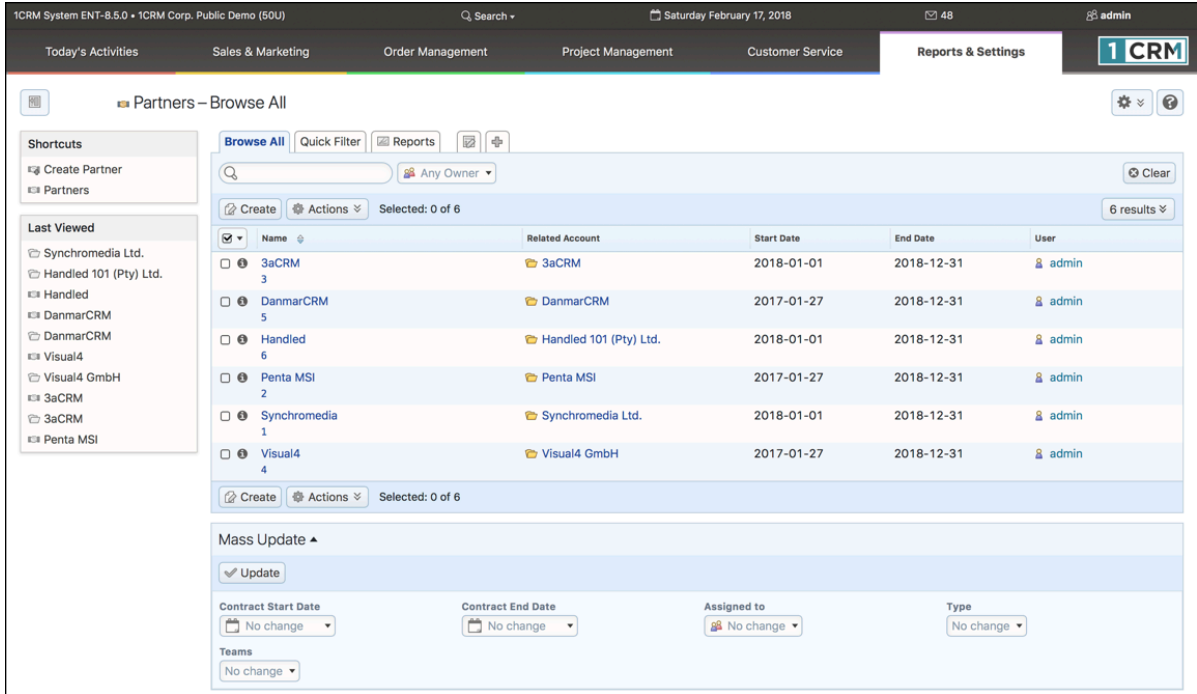 1CRM System ENT-8.5.0 • 1CRM Corp. Public Demo (50U) Search Saturday February 17, 2018 48 admin
Today's Activities Sales & Marketing Order Management Project Management Customer Service Reports & Settings 1 CRM
Partners – Browse All
Shortcuts
Create Partner
Partners
Last Viewed
Synchromedia Ltd.
Handled 101 (Pty) Ltd.
Handled
DanmarCRM
DanmarCRM
Visual4
Visual4 GmbH
3aCRM
3aCRM
Penta MSI
Browse All Quick Filter Reports
Any Owner Clear
Create Actions Selected: 0 of 6 6 results
Name Related Account Start Date End Date User
3aCRM 3aCRM 2018-01-01 2018-12-31 admin
3
DanmarCRM DanmarCRM 2017-01-27 2018-12-31 admin
5
Handled Handled 101 (Pty) Ltd. 2018-01-01 2018-12-31 admin
6
Penta MSI Penta MSI 2017-01-27 2018-12-31 admin
2
Synchromedia Synchromedia Ltd. 2018-01-01 2018-12-31 admin
1
Visual4 Visual4 GmbH 2017-01-27 2018-12-31 admin
4
Create Actions Selected: 0 of 6
Mass Update
Update
Contract Start Date Contract End Date Assigned to Type
No change No change No change No change
Teams
No change